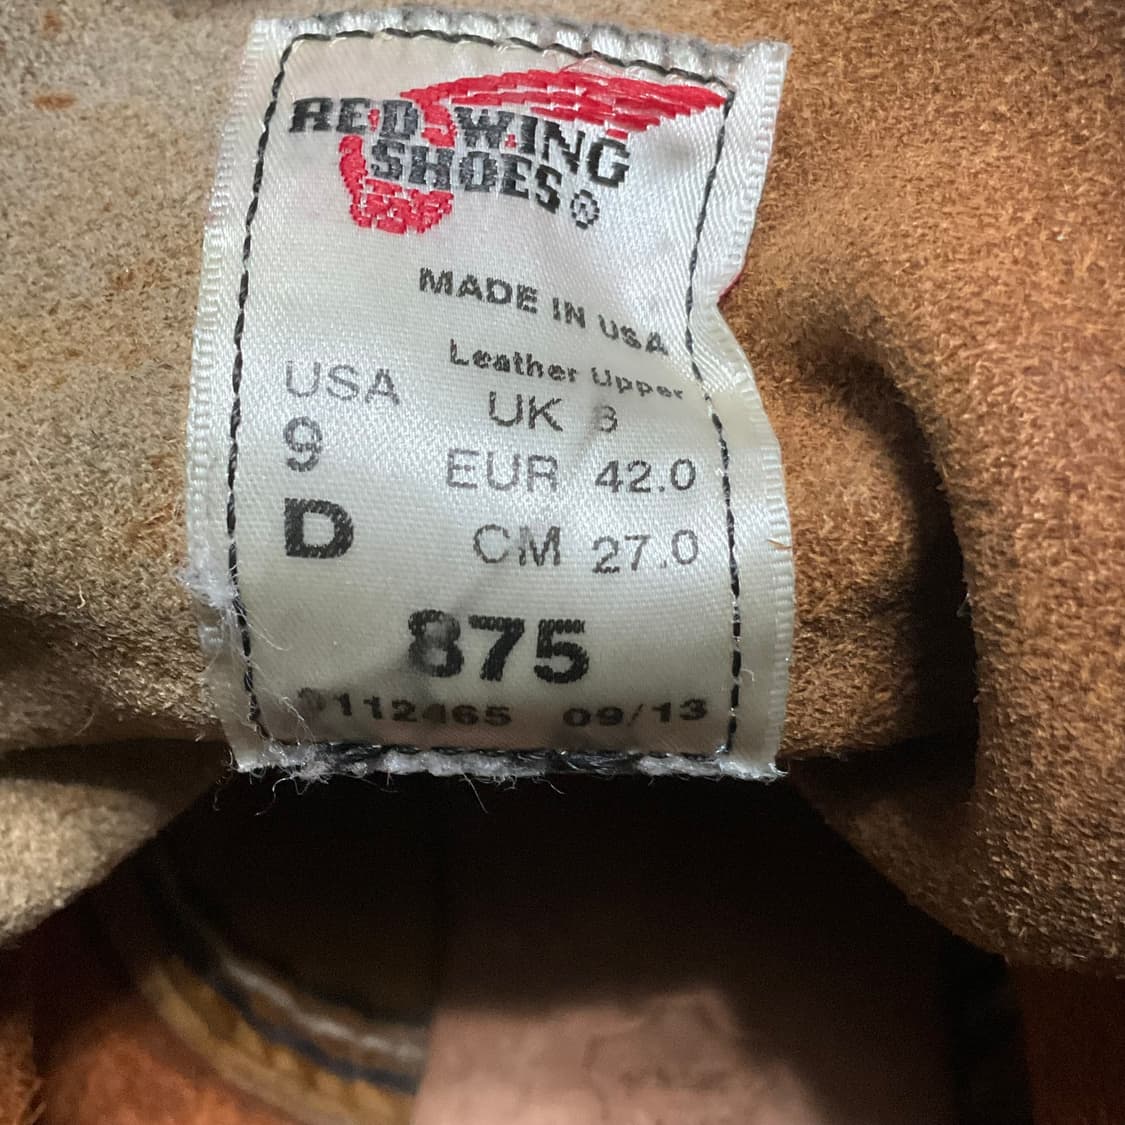 RED WING
SHOES®
MADE IN USA
Leather Upper
USA
9
D
UK 8
EUR 42.0
CM 27.0
875
09/13